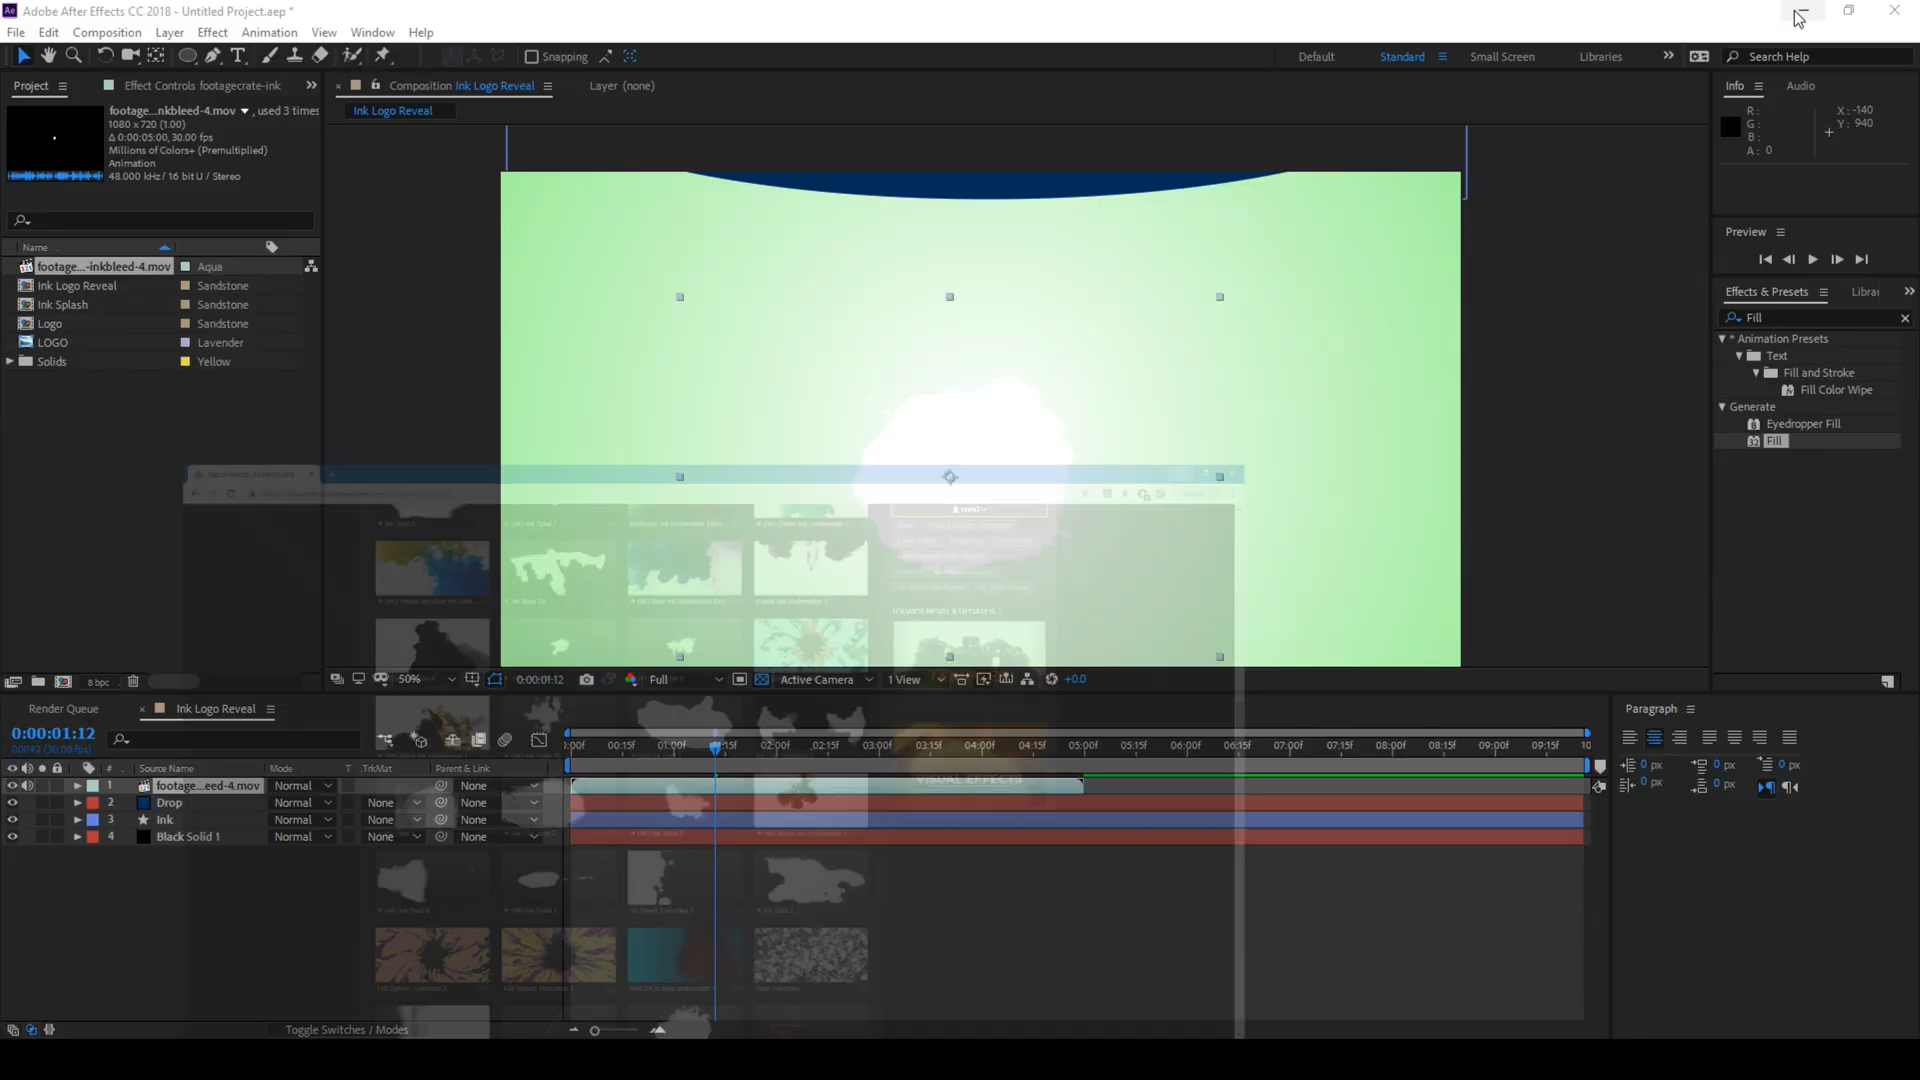 Adobe After Effects CC 2018 - Untitled Project.aep *
File Edit Composition Layer Effect Animation View Window Help
Snapping Default Standard Small Screen Libraries Search Help
Project Effect Controls footagecrate-ink Composition Ink Logo Reveal Layer (none) Info Audio
footage...nkbleed-4.mov , used 3 times
Ink Logo Reveal
1080 x 720 (1.00)
Δ 0:00:05:00, 30.00 fps
Millions of Colors+ (Premultiplied)
Animation
48.000 kHz / 16 bit U / Stereo
R:
G:
B:
A: 0
X: -140
Y: 940
Preview
Name
footage...-inkbleed-4.mov Aqua
Ink Logo Reveal Sandstone
Ink Splash Sandstone
Logo Sandstone
LOGO Lavender
Solids Yellow
Effects & Presets Librar
Fill
* Animation Presets
Text
Fill and Stroke
Fill Color Wipe
Generate
Eyedropper Fill
Fill
TODAY'S NEWS & UPDATES
8 bpc
50% 0:00:01:12 Full Active Camera 1 View +0.0
Render Queue Ink Logo Reveal
0:00:01:12
00042 (30.00 fps)
:00f 00:15f 01:00f 02:00f 02:15f 03:00f 03:15f 04:00f 04:15f 05:00f 05:15f 06:00f 06:15f 07:00f 07:15f 08:00f 08:15f 09:00f 09:15f 10
# Source Name Mode T .TrkMat Parent & Link
1 footage...eed-4.mov Normal None
2 Drop Normal None None
3 Ink Normal None None
4 Black Solid 1 Normal None None
VISUAL EFFECTS
Toggle Switches / Modes
Paragraph
0 px 0 px 0 px
0 px 0 px